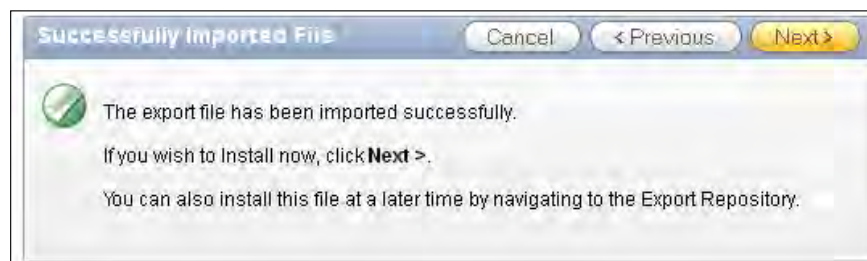 Successfully Imported File
Cancel
< Previous
Next >
The export file has been imported successfully.
If you wish to Install now, click Next >.
You can also install this file at a later time by navigating to the Export Repository.